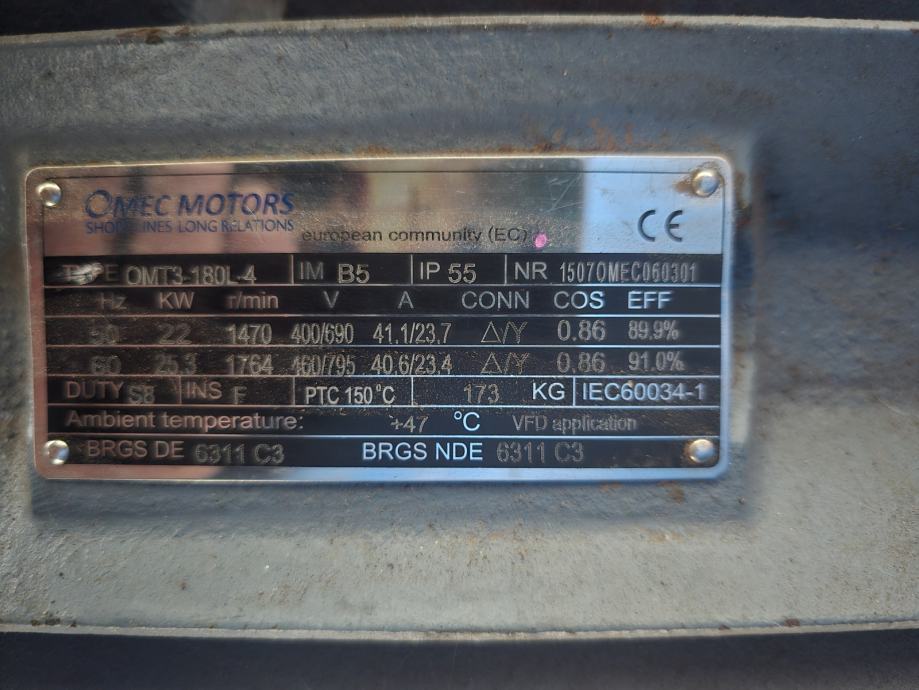 OMEC MOTORS
SHORT LINES LONG RELATIONS
european community (EC)
CE
TYPE OMT3-180L-4 IM B5 IP 55 NR 15070MEC060301
Hz KW r/min V A CONN COS EFF
50 22 1470 400/690 41,1/23,7 △/Y 0.86 89.9%
60 25,3 1764 460/795 40.6/23.4 △/Y 0.86 91.0%
DUTY S8 INS F PTC 150°C 173 KG IEC60034-1
Ambient temperature: +47 °C VFD application
BRGS DE 6311 C3 BRGS NDE 6311 C3